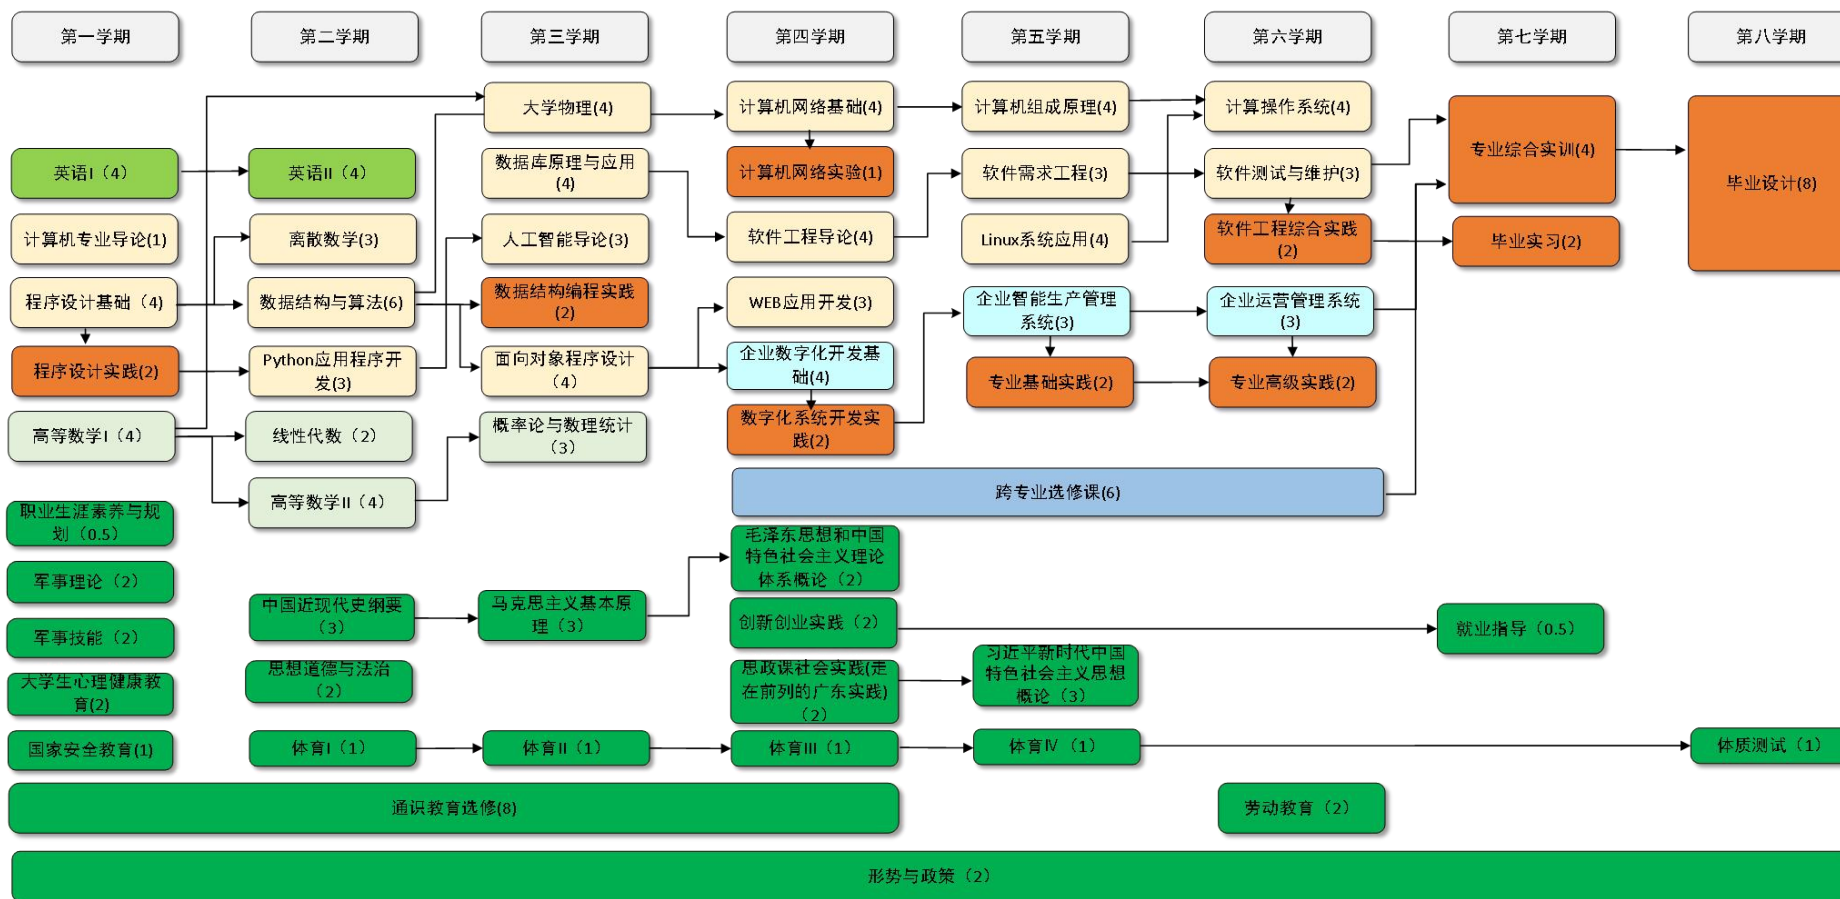 第一学期
第二学期
第三学期
第四学期
第五学期
第六学期
第七学期
第八学期
大学物理(4)
计算机网络基础(4)
计算机组成原理(4)
计算操作系统(4)
英语I（4）
英语II（4）
数据库原理与应用
(4)
计算机网络实验(1)
软件需求工程(3)
软件测试与维护(3)
专业综合实训(4)
毕业设计(8)
计算机专业导论(1)
离散数学(3)
人工智能导论(3)
软件工程导论(4)
Linux系统应用(4)
软件工程综合实践
(2)
毕业实习(2)
程序设计基础（4）
数据结构与算法(6)
数据结构编程实践
(2)
WEB应用开发(3)
企业智能生产管理
系统(3)
企业运营管理系统
(3)
程序设计实践(2)
Python应用程序开
发(3)
面向对象程序设计
（4）
企业数字化开发基
础(4)
专业基础实践(2)
专业高级实践(2)
高等数学I（4）
线性代数（2）
概率论与数理统计
（3）
数字化系统开发实
践(2)
高等数学II（4）
跨专业选修课(6)
职业生涯素养与规
划（0.5）
毛泽东思想和中国
特色社会主义理论
体系概论（2）
军事理论（2）
中国近现代史纲要
（3）
马克思主义基本原
理（3）
创新创业实践（2）
就业指导（0.5）
军事技能（2）
思想道德与法治
（2）
思政课社会实践(走
在前列的广东实践)
（2）
习近平新时代中国
特色社会主义思想
概论（3）
大学生心理健康教
育(2)
国家安全教育(1)
体育I（1）
体育II（1）
体育III（1）
体育IV（1）
体质测试（1）
通识教育选修(8)
劳动教育（2）
形势与政策（2）